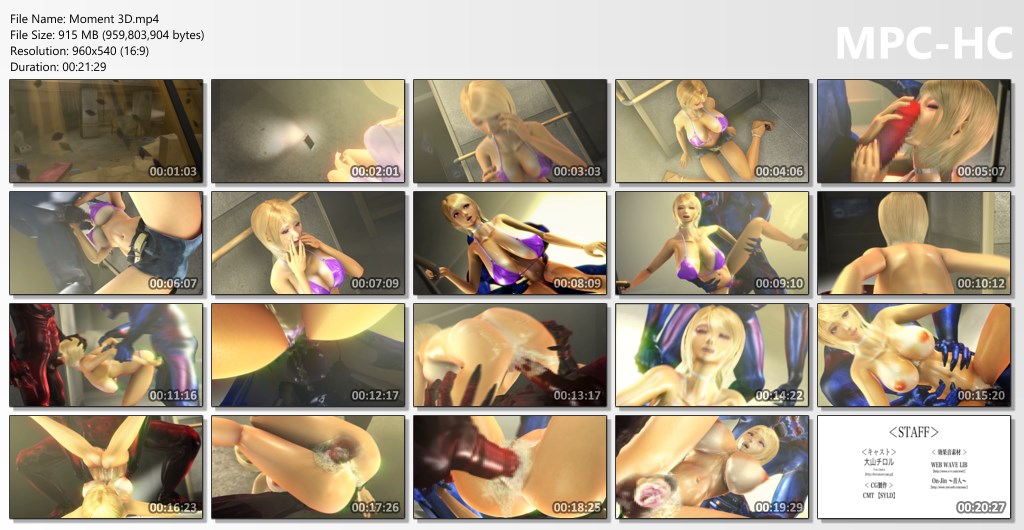 File Name: Moment 3D.mp4
File Size: 915 MB (959,803,904 bytes)
Resolution: 960x540 (16:9)
Duration: 00:21:29
MPC-HC
00:01:03
00:02:01
00:03:03
00:04:06
00:05:07
00:06:07
00:07:09
00:08:09
00:09:10
00:10:12
00:11:16
00:12:17
00:13:17
00:14:22
00:15:20
00:16:23
00:17:26
00:18:25
00:19:29
<STAFF>
<キャスト>
大山チロル
<CG製作>
CMT 【SYLD】
<効果音素材>
WEB WAVE LIB
On-Jin ～音人～
00:20:27